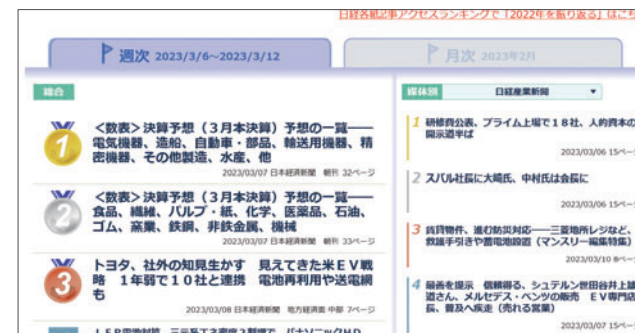 日経各紙記事アクセスランキングで「2022年を振り返る」はこち
週次 2023/3/6~2023/3/12
月次 2023年2月
総合
媒体別
日経産業新聞
1
<数表>決算予想(3月本決算)予想の一覧――
電気機器、造船、自動車・部品、輸送用機器、精
密機器、その他製造、水産、他
2023/03/07 日本経済新聞 朝刊 32ページ
2
<数表>決算予想(3月本決算)予想の一覧――
食品、繊維、パルプ・紙、化学、医薬品、石油、
ゴム、窯業、鉄鋼、非鉄金属、機械
2023/03/07 日本経済新聞 朝刊 33ページ
3
トヨタ、社外の知見生かす 見えてきた米EV戦
略 1年弱で10社と連携 電池再利用や送電網
も
2023/03/08 日本経済新聞 地方経済面 中部 7ページ
1 研修費公表、プライム上場で18社、人的資本の
開示道半ば
2023/03/06 15ペー
2 スバル社長に大崎氏、中村氏は会長に
2023/03/06 15ペー
3 賃貸物件、進む防災対応――三菱地所レジなど、
救護手引きや蓄電池設置(マンスリー編集特集)
2023/03/10 8ペー
4 最善を提示 信頼得る、シュテルン世田谷井上雄
道さん、メルセデス・ベンツの販売 EV専門店
長、普及へ疾走(売れる営業)
2023/03/07 15ペー